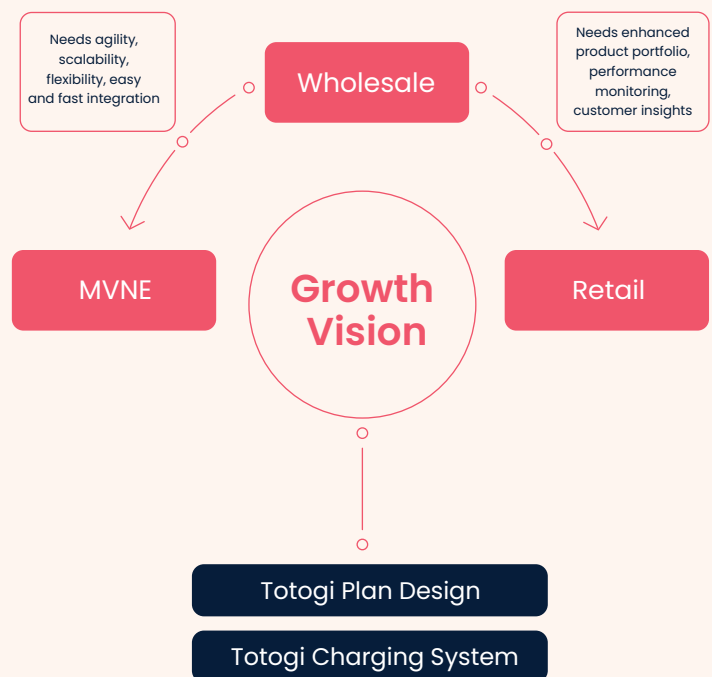 Needs agility,
scalability,
flexibility, easy
and fast integration
Wholesale
Needs enhanced
product portfolio,
performance
monitoring,
customer insights
MVNE
Growth
Vision
Retail
Totogi Plan Design
Totogi Charging System